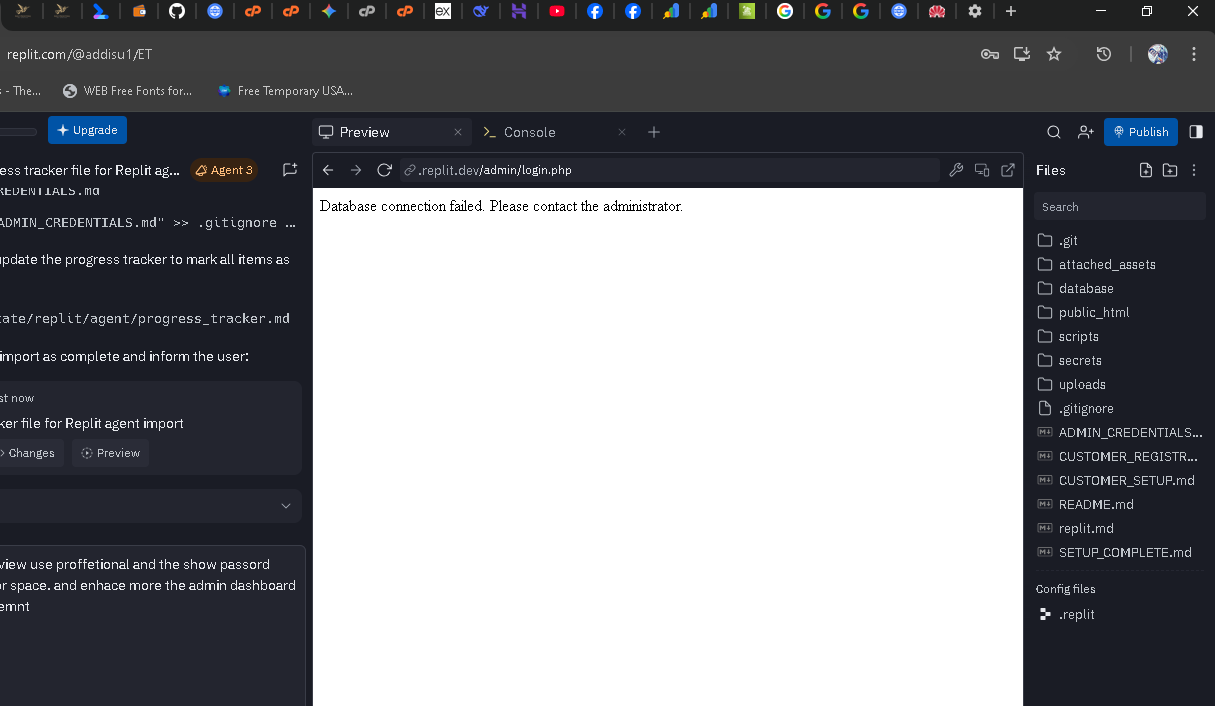 replit.com/@addisu1/ET
- The...
WEB Free Fonts for...
Free Temporary USA...
Upgrade
ess tracker file for Replit ag...
Agent 3
REDENTIALS.md
ADMIN_CREDENTIALS.md" >> .gitignore ...
update the progress tracker to mark all items as
tate/replit/agent/progress_tracker.md
import as complete and inform the user:
st now
ker file for Replit agent import
Changes
Preview
view use proffetional and the show passord
or space. and enhace more the admin dashboard
emnt
Preview
Console
.replit.dev/admin/login.php
Database connection failed. Please contact the administrator.
Publish
Files
Search
.git
attached_assets
database
public_html
scripts
secrets
uploads
.gitignore
ADMIN_CREDENTIALS...
CUSTOMER_REGISTR...
CUSTOMER_SETUP.md
README.md
replit.md
SETUP_COMPLETE.md
Config files
.replit